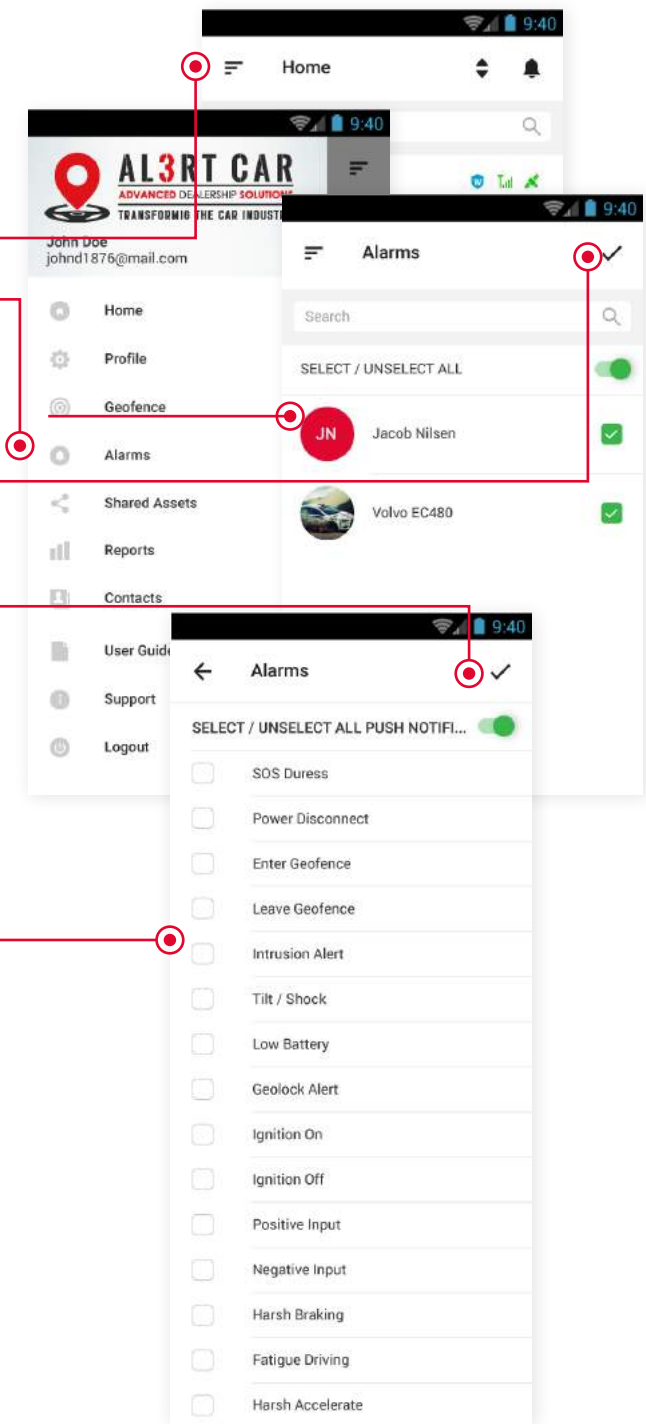 9:40
Home
9:40
AL3RT CAR
ADVANCED DEALERSHIP SOLUTIONS
TRANSFORMIG THE CAR INDUST
John Doe
johnd1876@mail.com
Home
Profile
Geofence
Alarms
Shared Assets
Reports
Contacts
User Guide
Support
Logout
9:40
Alarms
Search
SELECT / UNSELECT ALL
JN
Jacob Nilsen
Volvo EC480
9:40
Alarms
SELECT / UNSELECT ALL PUSH NOTIFI...
SOS Duress
Power Disconnect
Enter Geofence
Leave Geofence
Intrusion Alert
Tilt / Shock
Low Battery
Geolock Alert
Ignition On
Ignition Off
Positive Input
Negative Input
Harsh Braking
Fatigue Driving
Harsh Accelerate